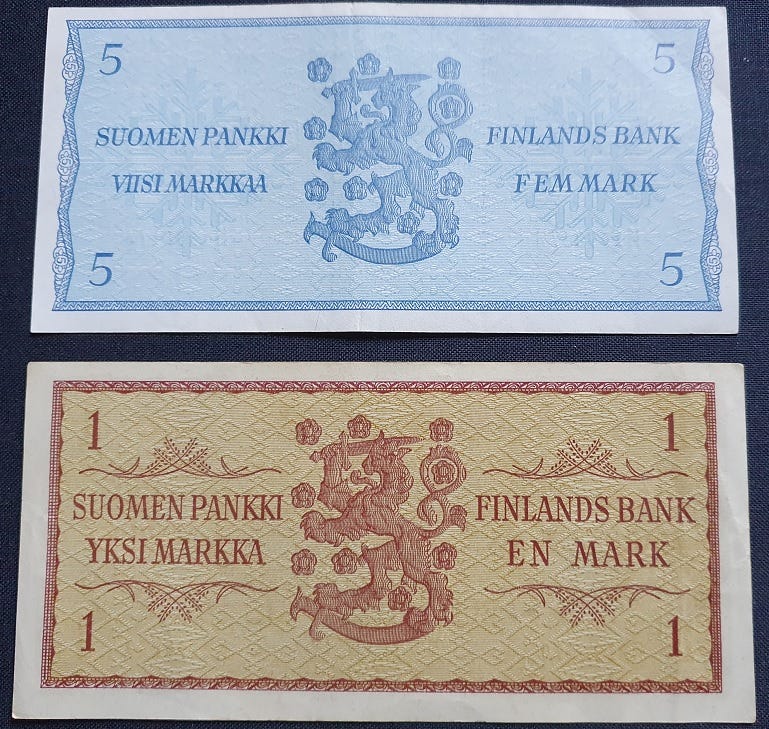 5 5
SUOMEN PANKKI FINLANDS BANK
VIISI MARKKAA FEM MARK
5 5
1 1
SUOMEN PANKKI FINLANDS BANK
YKSI MARKKA EN MARK
1 1